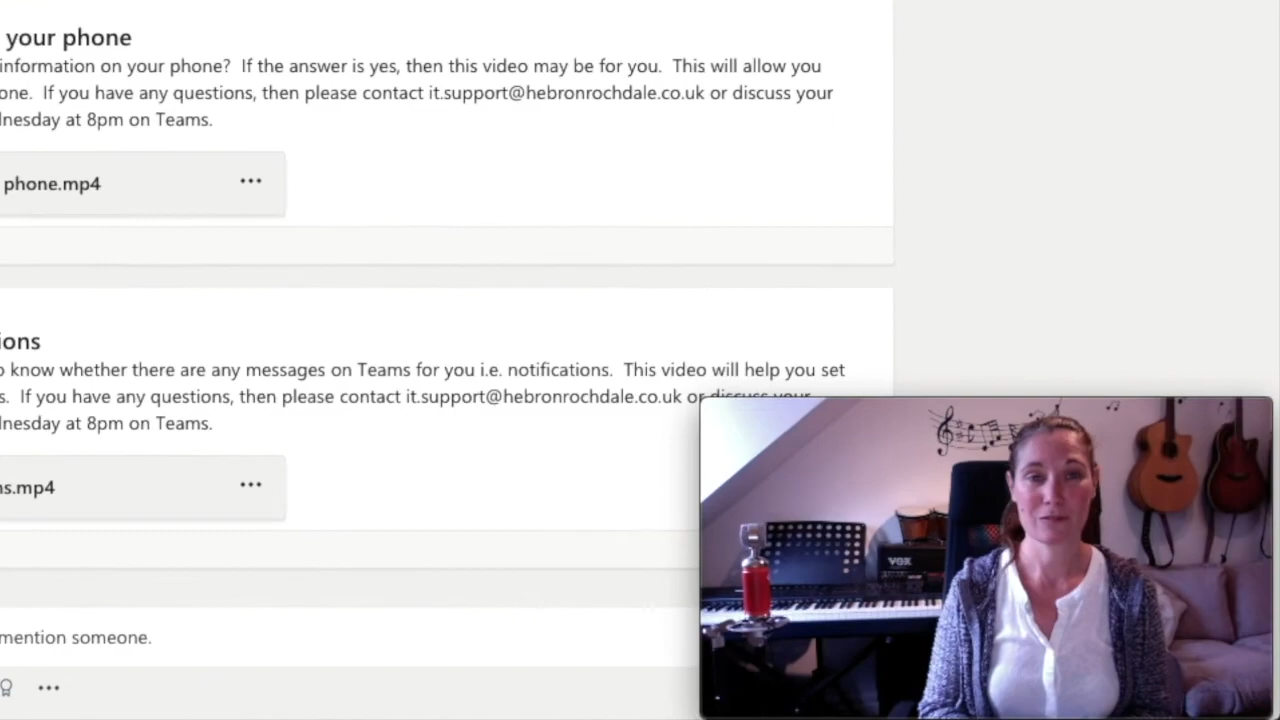 your phone
information on your phone?  If the answer is yes, then this video may be for you.  This will allow you
one.  If you have any questions, then please contact it.support@hebronrochdale.co.uk or discuss your
lnesday at 8pm on Teams.
phone.mp4
ions
o know whether there are any messages on Teams for you i.e. notifications.  This video will help you set
s.  If you have any questions, then please contact it.support@hebronrochdale.co.uk or discuss your
lnesday at 8pm on Teams.
ns.mp4
VOX
mention someone.